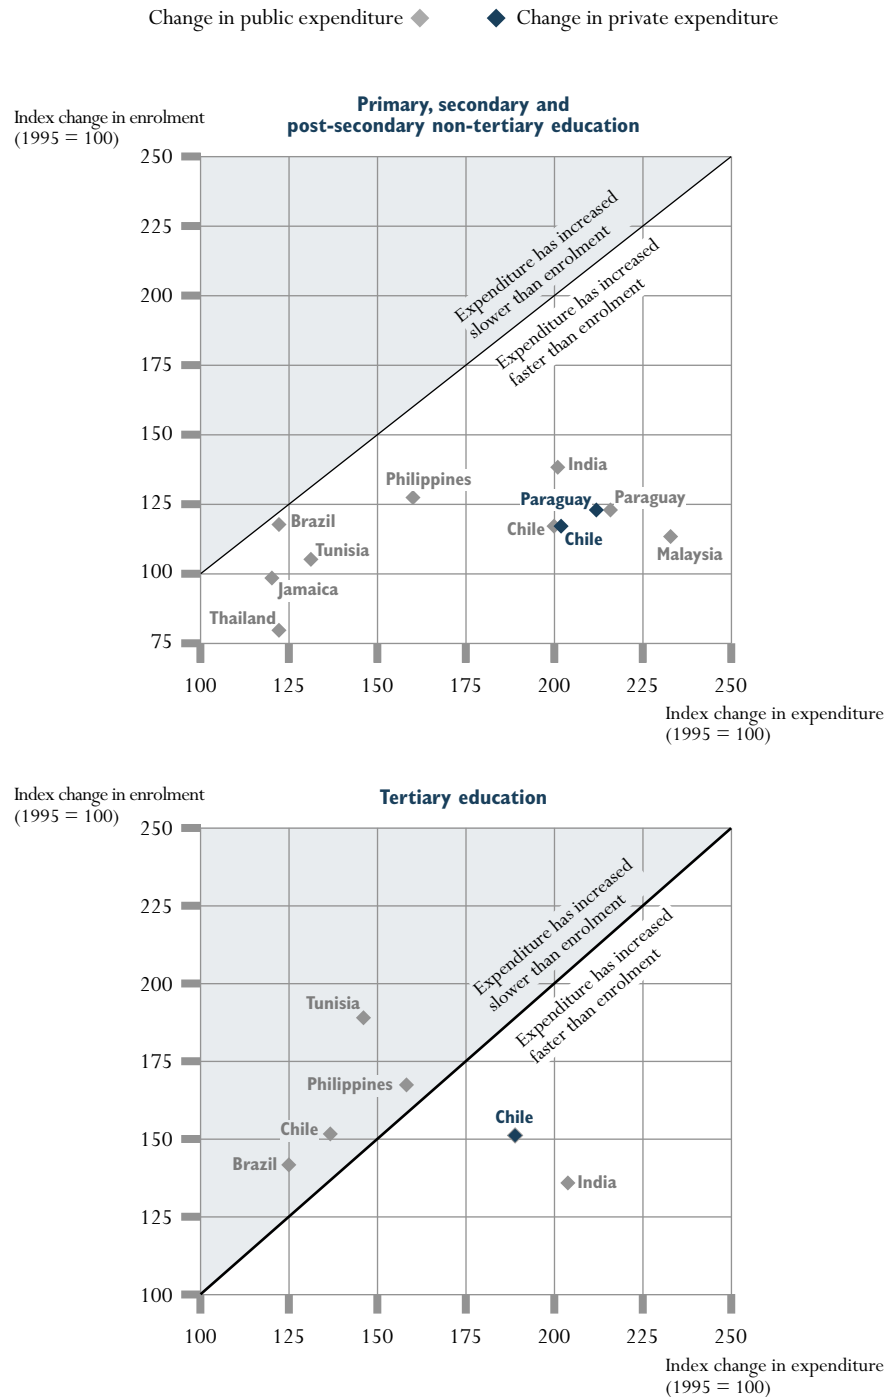 Change in public expenditure
Change in private expenditure
Primary, secondary and
post-secondary non-tertiary education
Index change in enrolment
(1995 = 100)
250
225
200
175
150
125
100
75
Expenditure has increased
slower than enrolment
Expenditure has increased
faster than enrolment
India
Philippines
Paraguay
Paraguay
Brazil
Chile
Chile
Tunisia
Malaysia
Jamaica
Thailand
100 125 150 175 200 225 250
Index change in expenditure
(1995 = 100)
Index change in enrolment
(1995 = 100)
Tertiary education
250
225
200
175
150
125
100
Expenditure has increased
slower than enrolment
Expenditure has increased
faster than enrolment
Tunisia
Philippines
Chile
Chile
Brazil
India
100 125 150 175 200 225 250
Index change in expenditure
(1995 = 100)